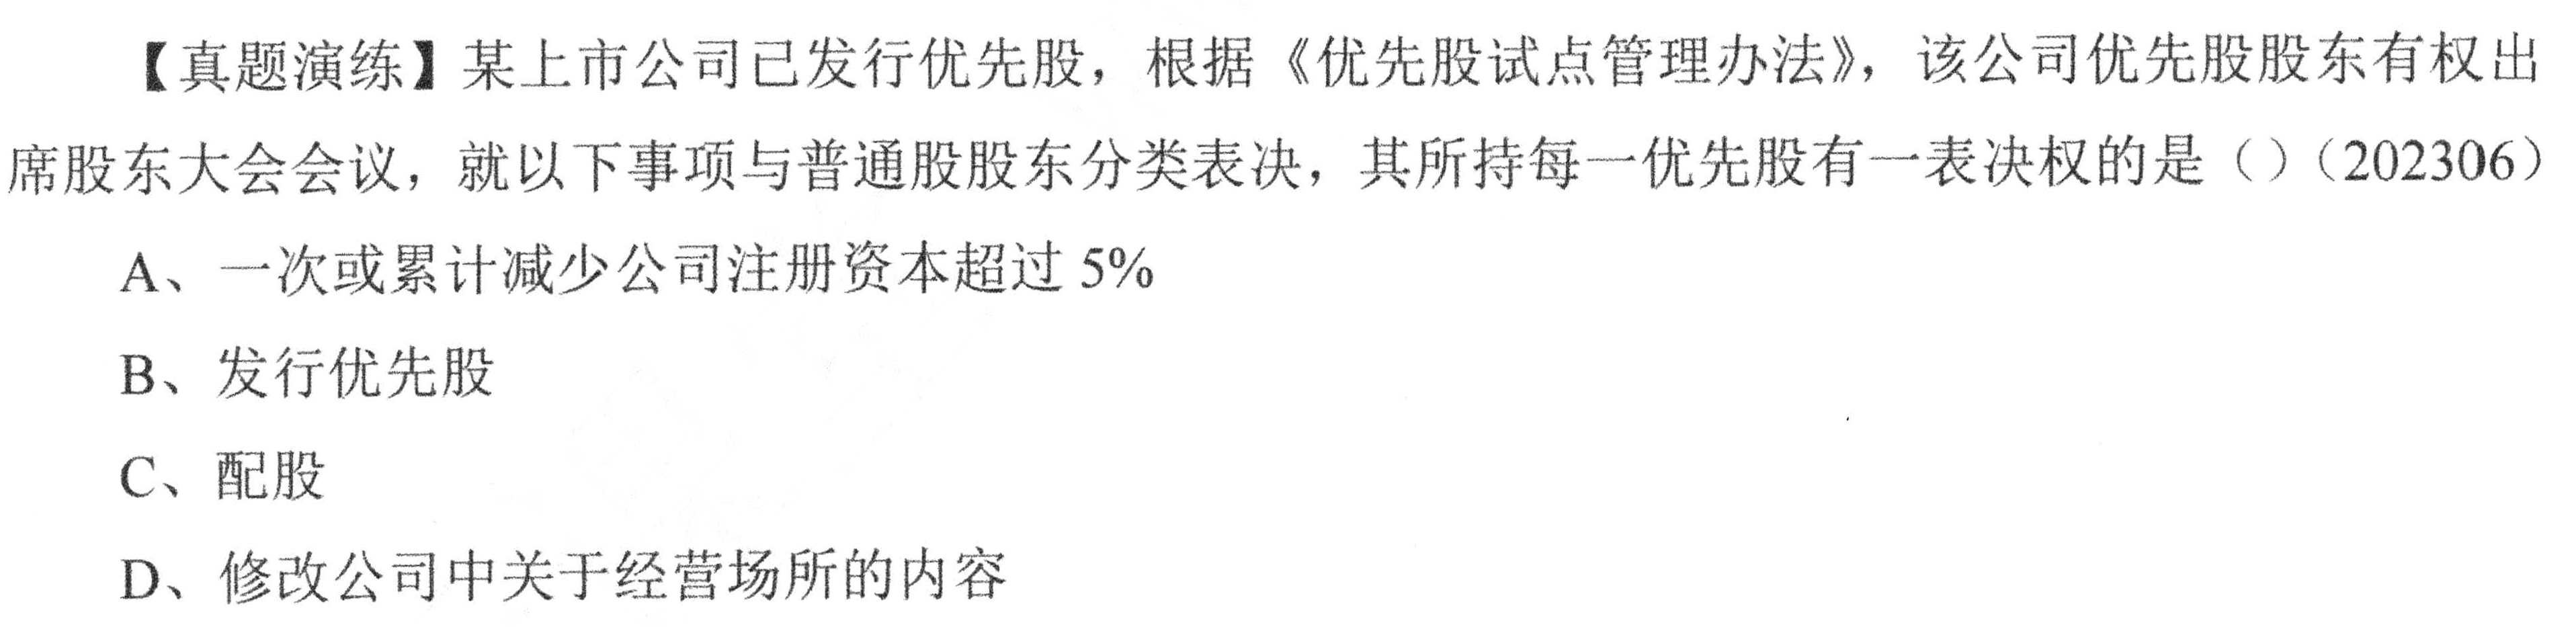 【真题演练】某上市公司已发行优先股，根据《优先股试点管理办法》，该公司优先股股东有权出
席股东大会会议，就以下事项与普通股股东分类表决，其所持每一优先股有一表决权的是（）（202306）
A、一次或累计减少公司注册资本超过 5%
B、发行优先股
C、配股
D、修改公司中关于经营场所的内容